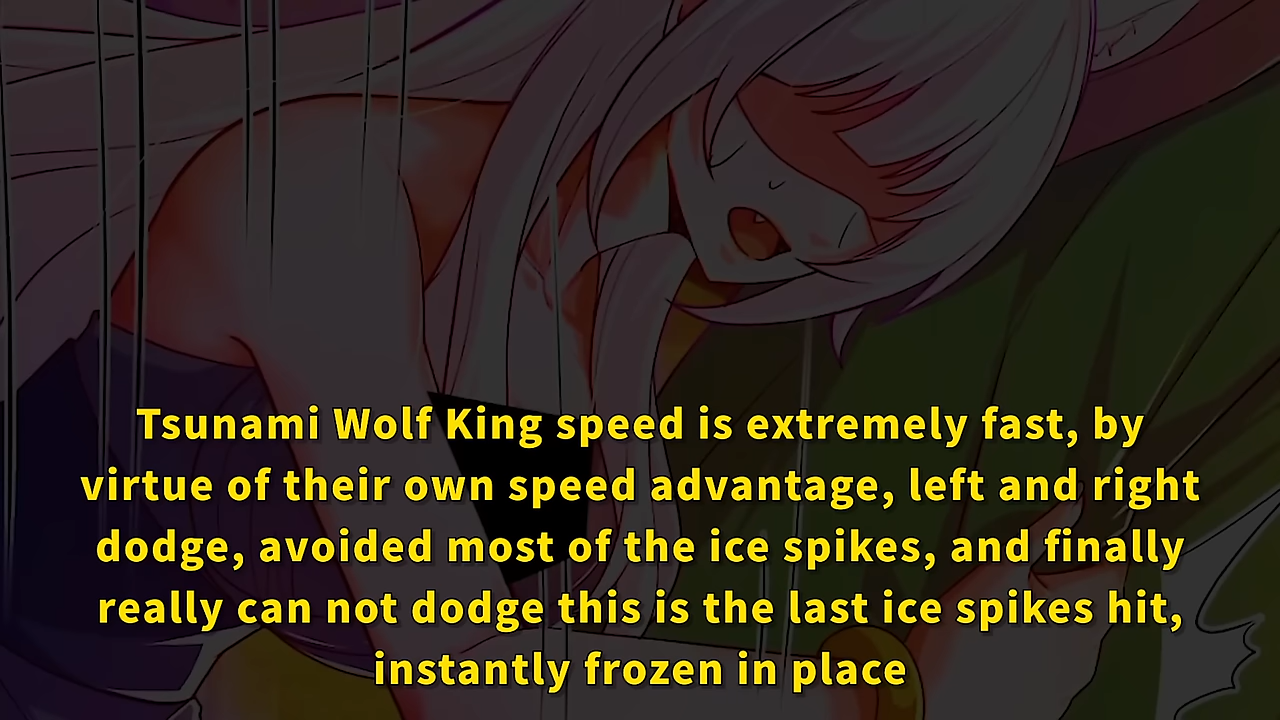 Tsunami Wolf King speed is extremely fast, by
virtue of their own speed advantage, left and right
dodge, avoided most of the ice spikes, and finally
really can not dodge this is the last ice spikes hit,
instantly frozen in place